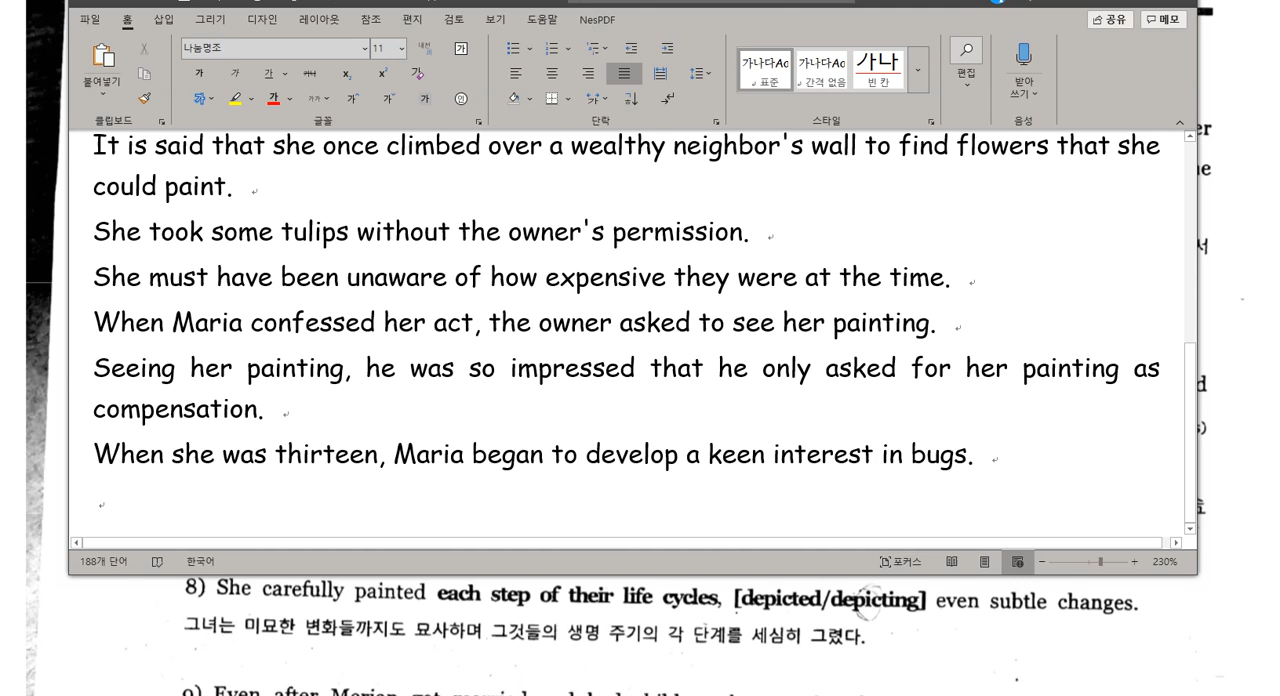 파일 홈 삽입 그리기 디자인 레이아웃 참조 편지 검토 보기 도움말 NesPDF 공유 메모
나눔명조 11
붙여넣기
가나다Aa 가나다Aa 가나
표준 간격 없음 빈 칸
편집
받아쓰기
클립보드 글꼴 단락 스타일 음성
It is said that she once climbed over a wealthy neighbor's wall to find flowers that she
could paint.
She took some tulips without the owner's permission.
She must have been unaware of how expensive they were at the time.
When Maria confessed her act, the owner asked to see her painting.
Seeing her painting, he was so impressed that he only asked for her painting as
compensation.
When she was thirteen, Maria began to develop a keen interest in bugs.
188개 단어 한국어 포커스 230%
8) She carefully painted each step of their life cycles, [depicted/depicting] even subtle changes.
그녀는 미묘한 변화들까지도 묘사하며 그것들의 생명 주기의 각 단계를 세심히 그렸다.
9) Even after